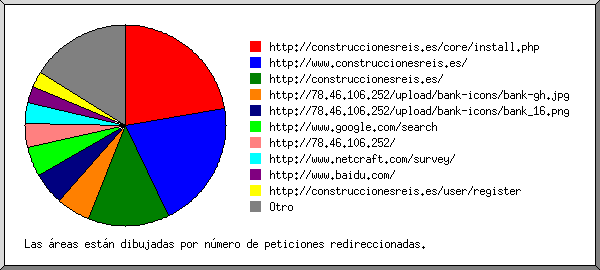 http://construccionesreis.es/core/install.php
http://www.construccionesreis.es/
http://construccionesreis.es/
http://78.46.106.252/upload/bank-icons/bank-gh.jpg
http://78.46.106.252/upload/bank-icons/bank_16.png
http://www.google.com/search
http://78.46.106.252/
http://www.netcraft.com/survey/
http://www.baidu.com/
http://construccionesreis.es/user/register
Otro
Las áreas están dibujadas por número de peticiones redireccionadas.